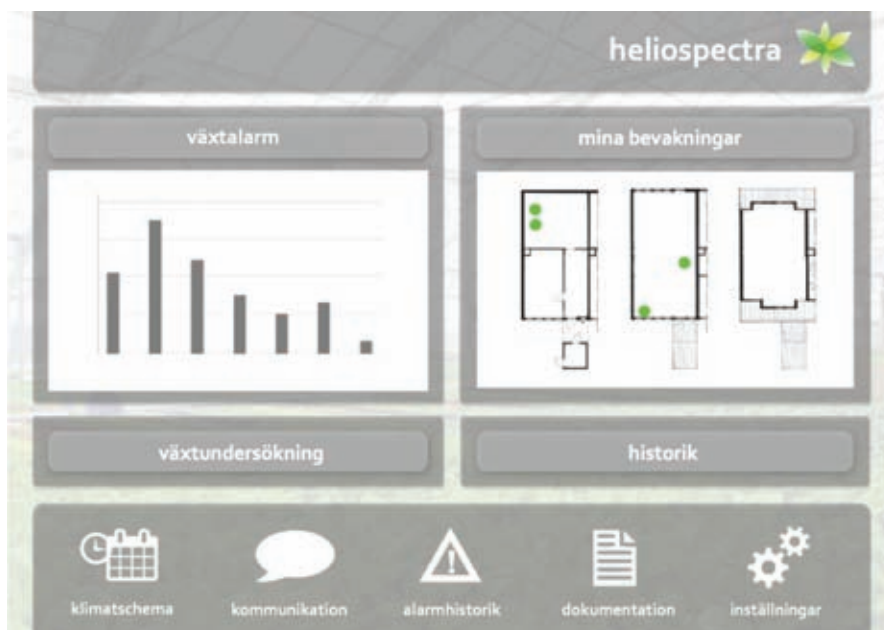 heliospectra
växtalarm
mina bevakningar
växtundersökning
historik
klimatschema
kommunikation
alarmhistorik
dokumentation
inställningar